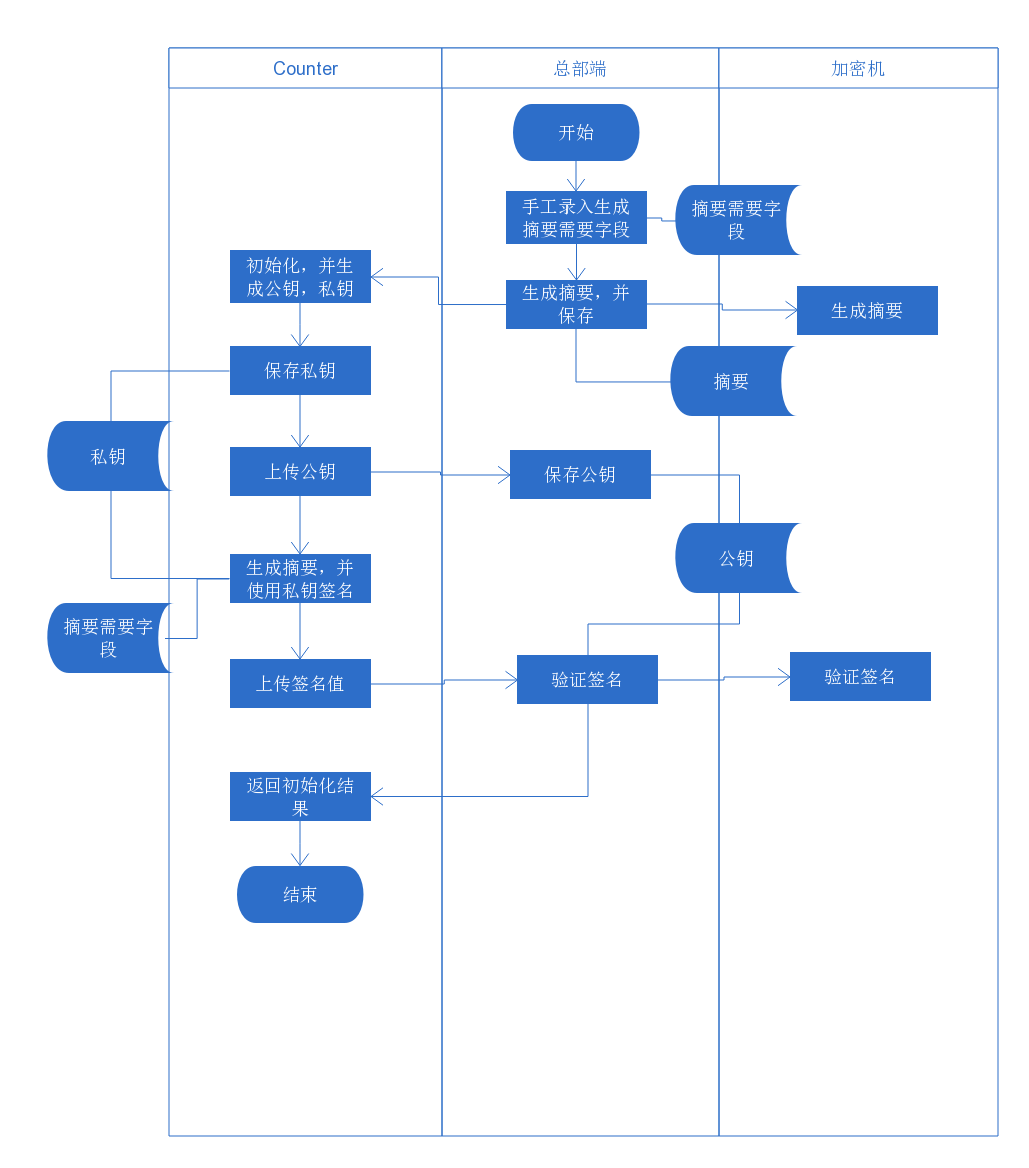 Counter
总部端
加密机
开始
手工录入生成
摘要需要字段
摘要需要字
段
初始化，并生
成公钥，私钥
生成摘要，并
保存
生成摘要
保存私钥
摘要
私钥
上传公钥
保存公钥
公钥
生成摘要，并
使用私钥签名
摘要需要字
段
上传签名值
验证签名
验证签名
返回初始化结
果
结束